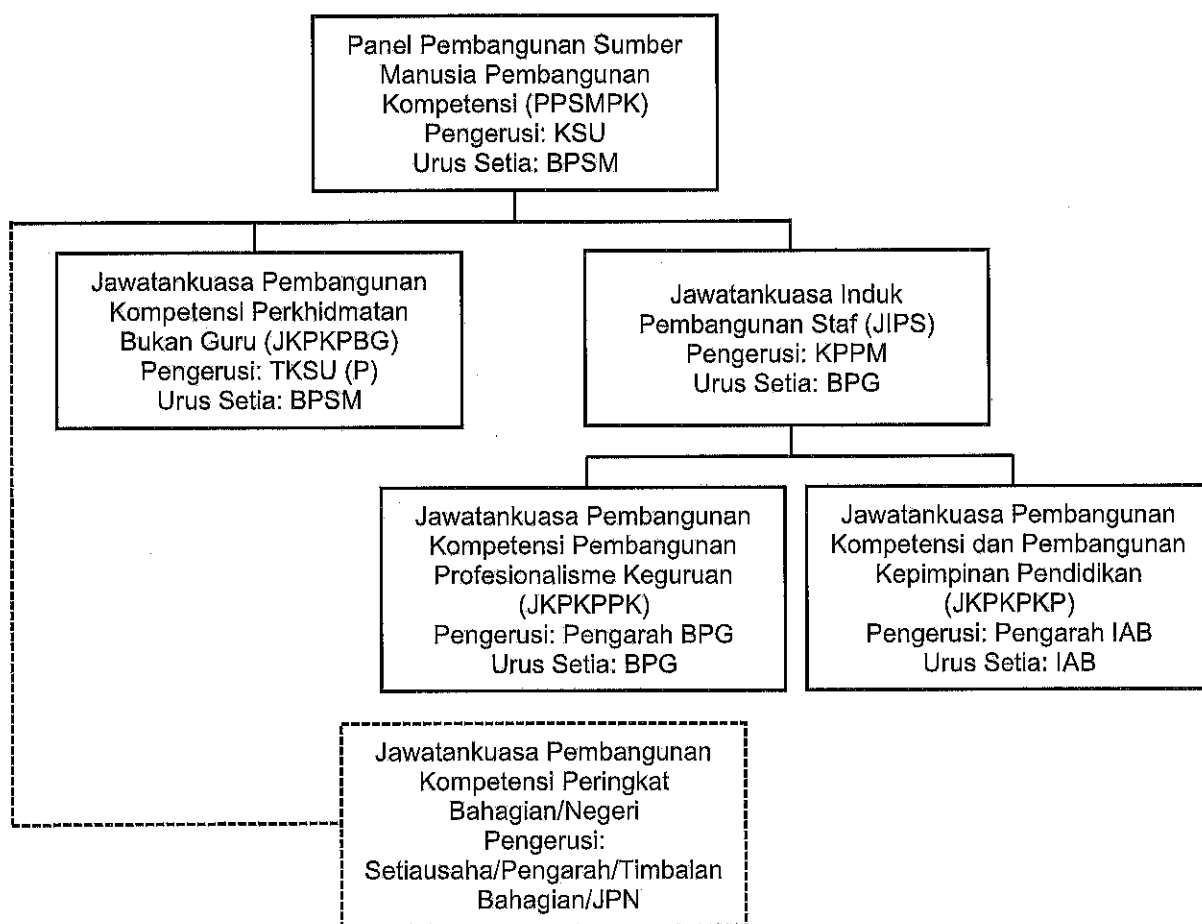 Panel Pembangunan Sumber
Manusia Pembangunan
Kompetensi (PPSMPK)
Pengerusi: KSU
Urus Setia: BPSM
Jawatankuasa Pembangunan
Kompetensi Perkhidmatan
Bukan Guru (JKPKPBG)
Pengerusi: TKSU (P)
Urus Setia: BPSM
Jawatankuasa Induk
Pembangunan Staf (JIPS)
Pengerusi: KPPM
Urus Setia: BPG
Jawatankuasa Pembangunan
Kompetensi Pembangunan
Profesionalisme Keguruan
(JKPKPPK)
Pengerusi: Pengarah BPG
Urus Setia: BPG
Jawatankuasa Pembangunan
Kompetensi dan Pembangunan
Kepimpinan Pendidikan
(JKPKPKP)
Pengerusi: Pengarah IAB
Urus Setia: IAB
Jawatankuasa Pembangunan
Kompetensi Peringkat
Bahagian/Negeri
Pengerusi:
Setiausaha/Pengarah/Timbalan
Bahagian/JPN